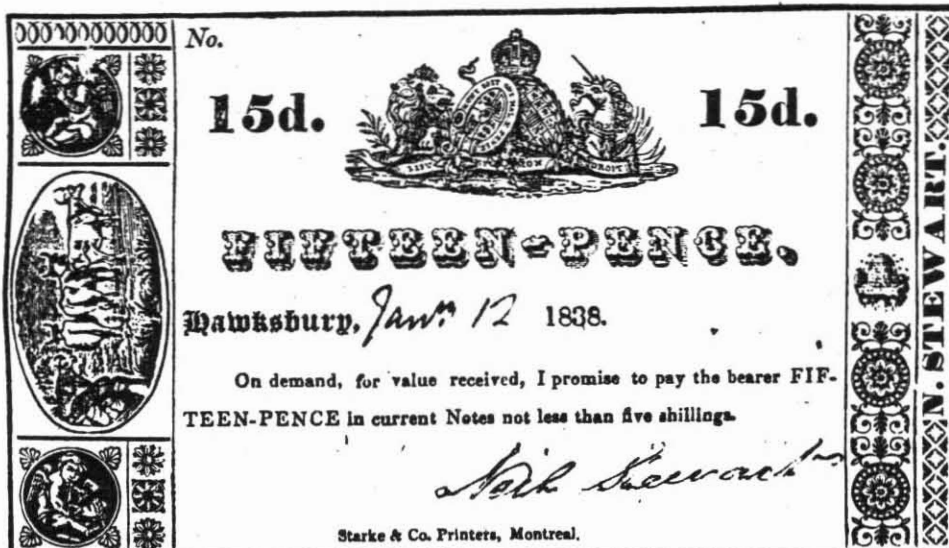 No.
15d. 15d.
DROIT
FIFTEEN-PENCE.
Hawksbury, Jany. 12 1838.
On demand, for value received, I promise to pay the bearer FIF-
TEEN-PENCE in current Notes not less than five shillings.
Neil Stewart
Starke & Co. Printers, Montreal.
N. STEWART.